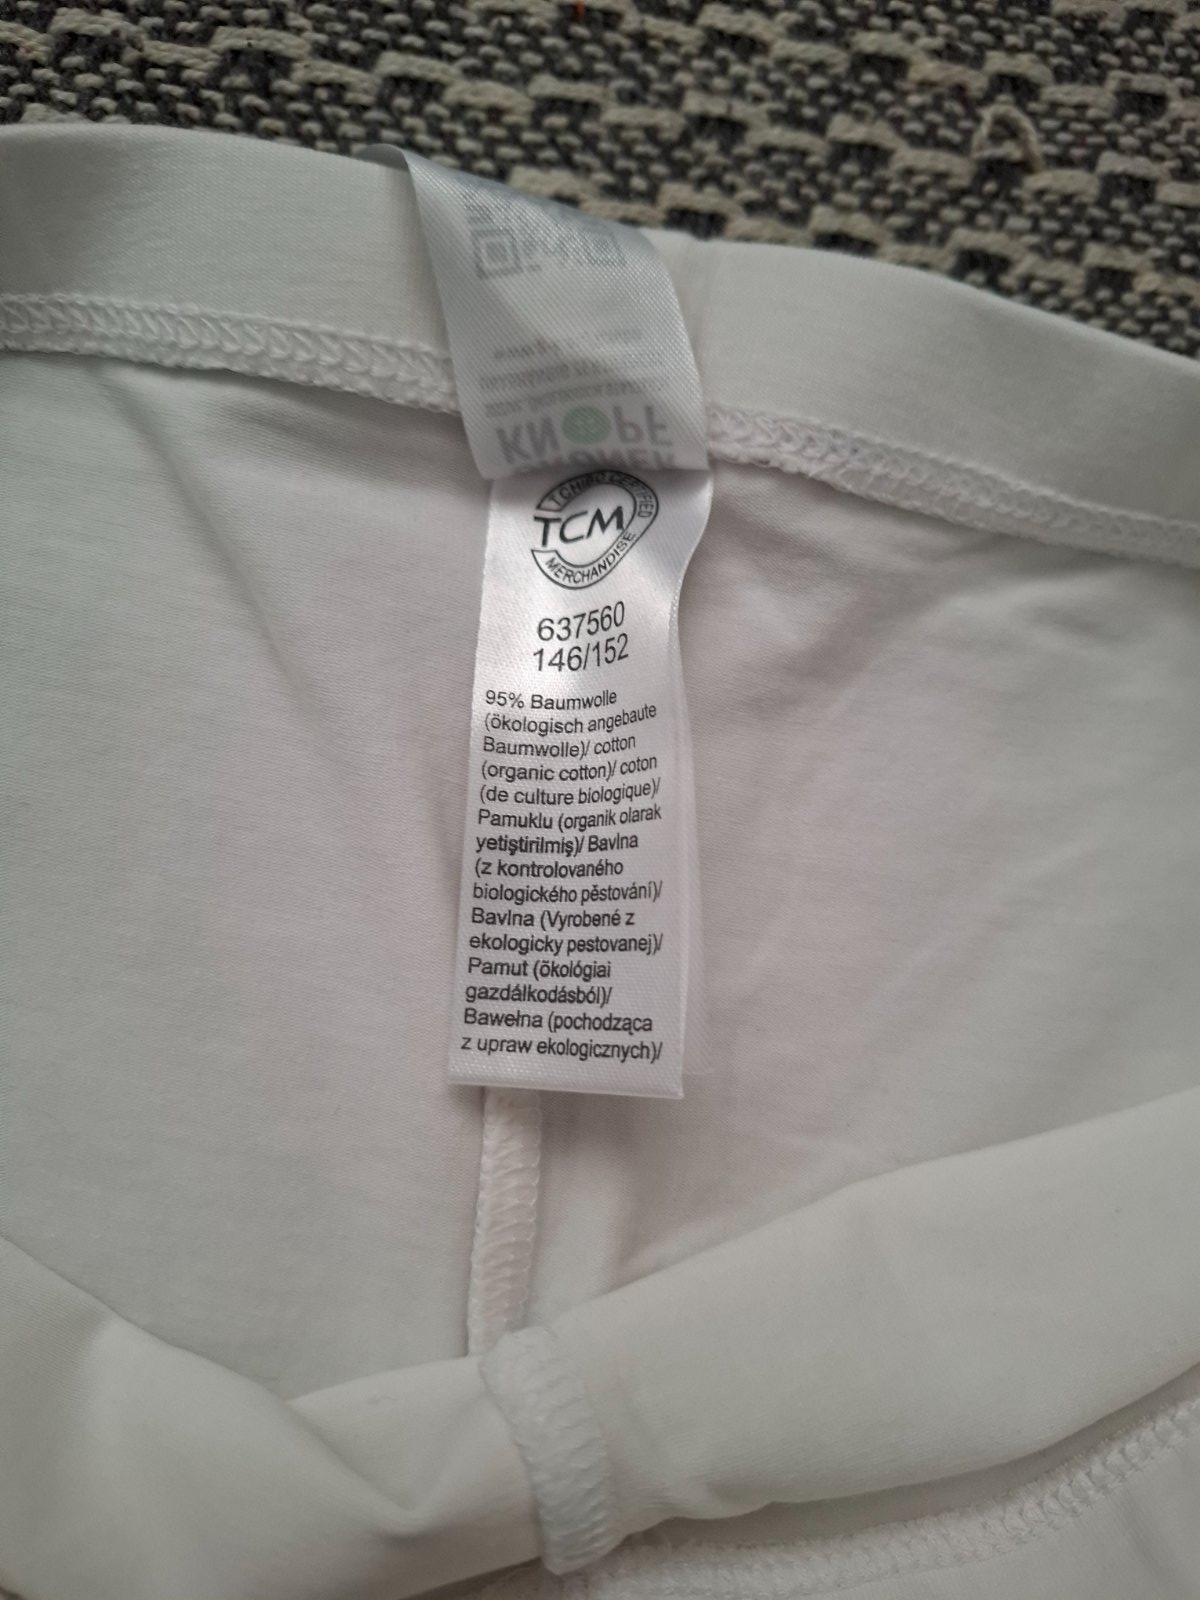 KN PF
TCHIBO CERTIFIED
TCM
MERCHANDISE
637560
146/152
95% Baumwolle
(ökologisch angebaute
Baumwolle)/ cotton
(organic cotton)/ coton
(de culture biologique)/
Pamuklu (organik olarak
yetiştirilmiş)/ Bavlna
(z kontrolovaného
biologického pěstování)/
Bavlna (Vyrobené z
ekologicky pestovanej)/
Pamut (ökológiai
gazdálkodásból)/
Bawełna (pochodząca
z upraw ekologicznych)/